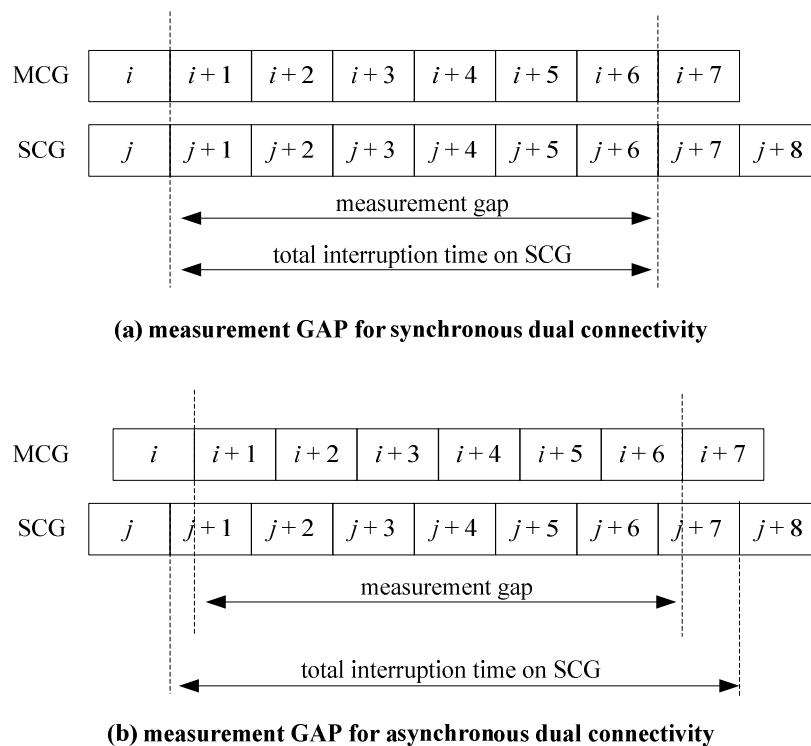 MCG i i + 1 i + 2 i + 3 i + 4 i + 5 i + 6 i + 7
SCG j j + 1 j + 2 j + 3 j + 4 j + 5 j + 6 j + 7 j + 8
measurement gap
total interruption time on SCG
(a) measurement GAP for synchronous dual connectivity
MCG i i + 1 i + 2 i + 3 i + 4 i + 5 i + 6 i + 7
SCG j j + 1 j + 2 j + 3 j + 4 j + 5 j + 6 j + 7 j + 8
measurement gap
total interruption time on SCG
(b) measurement GAP for asynchronous dual connectivity